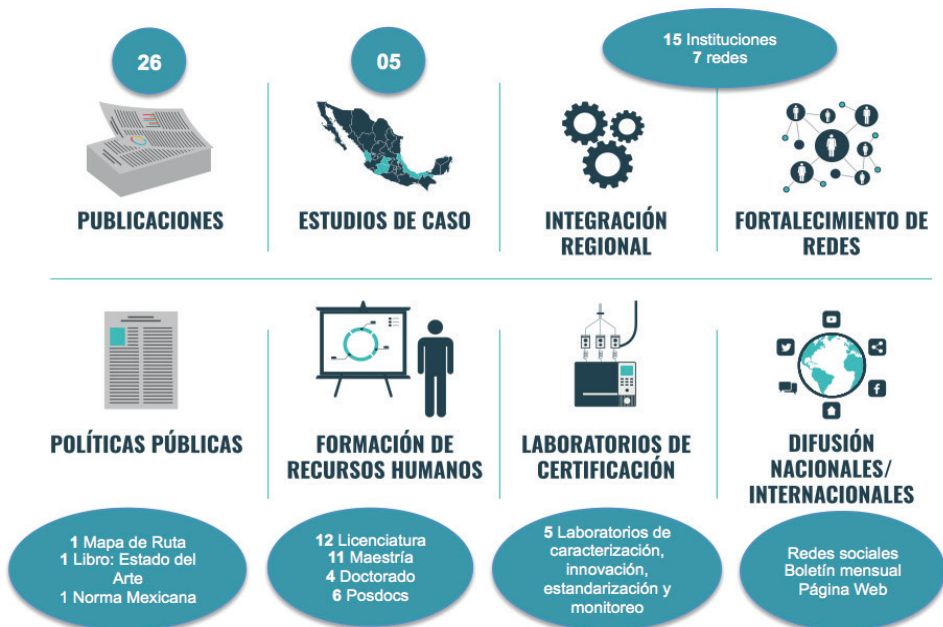 26
05
15 Instituciones
7 redes
PUBLICACIONES
ESTUDIOS DE CASO
INTEGRACIÓN
REGIONAL
FORTALECIMIENTO DE
REDES
POLÍTICAS PÚBLICAS
FORMACIÓN DE
RECURSOS HUMANOS
LABORATORIOS DE
CERTIFICACIÓN
DIFUSIÓN
NACIONALES/
INTERNACIONALES
1 Mapa de Ruta
1 Libro: Estado del
Arte
1 Norma Mexicana
12 Licenciatura
11 Maestría
4 Doctorado
6 Posdocs
5 Laboratorios de
caracterización,
innovación,
estandarización y
monitoreo
Redes sociales
Boletín mensual
Página Web